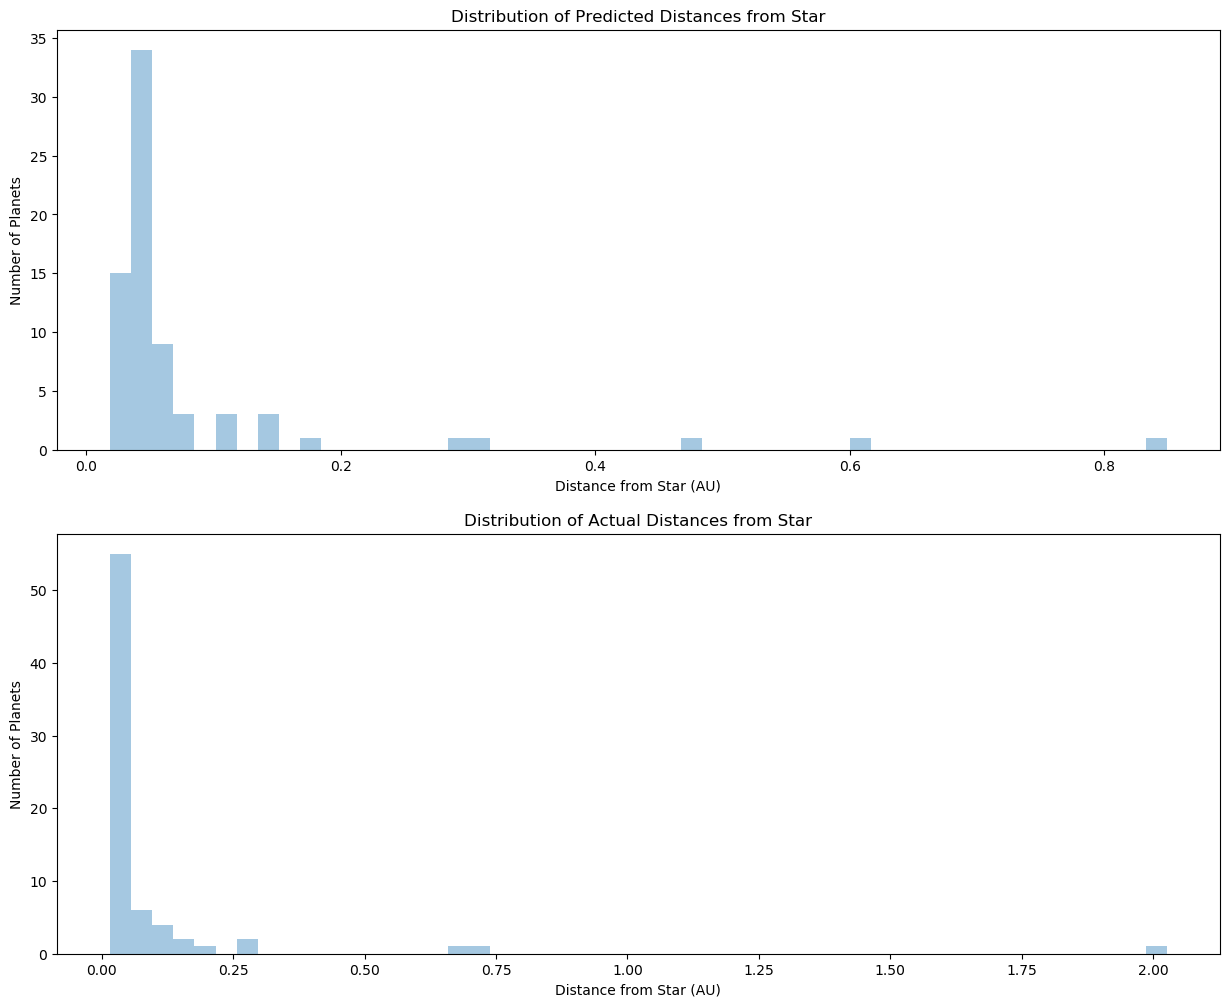 Distribution of Predicted Distances from Star
35
30
25
20
15
10
5
0
Number of Planets
0.0 0.2 0.4 0.6 0.8
Distance from Star (AU)
Distribution of Actual Distances from Star
50
40
30
20
10
0
Number of Planets
0.00 0.25 0.50 0.75 1.00 1.25 1.50 1.75 2.00
Distance from Star (AU)